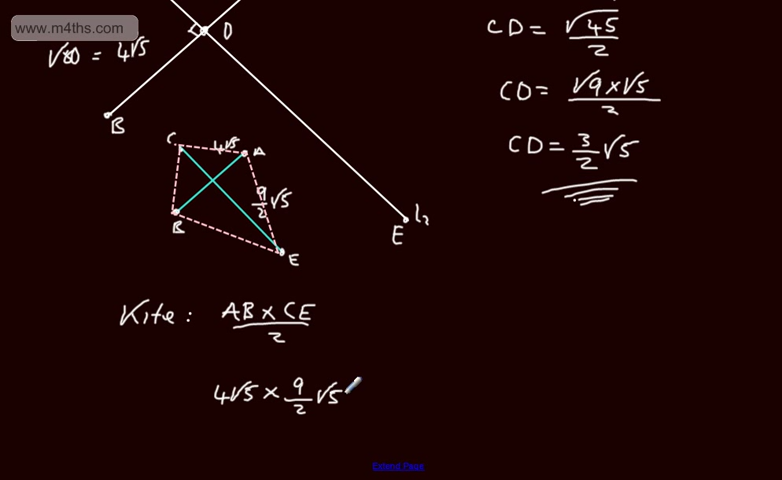 www.m4ths.com
√80 = 4√5
D
B
C
4√5
A
9/2 √5
B
E
l₂
E
CD = √45/2
CD = √9 × √5/2
CD = 3/2 √5
Kite: AB × CE/2
4√5 × 9/2 √5
Extend Page